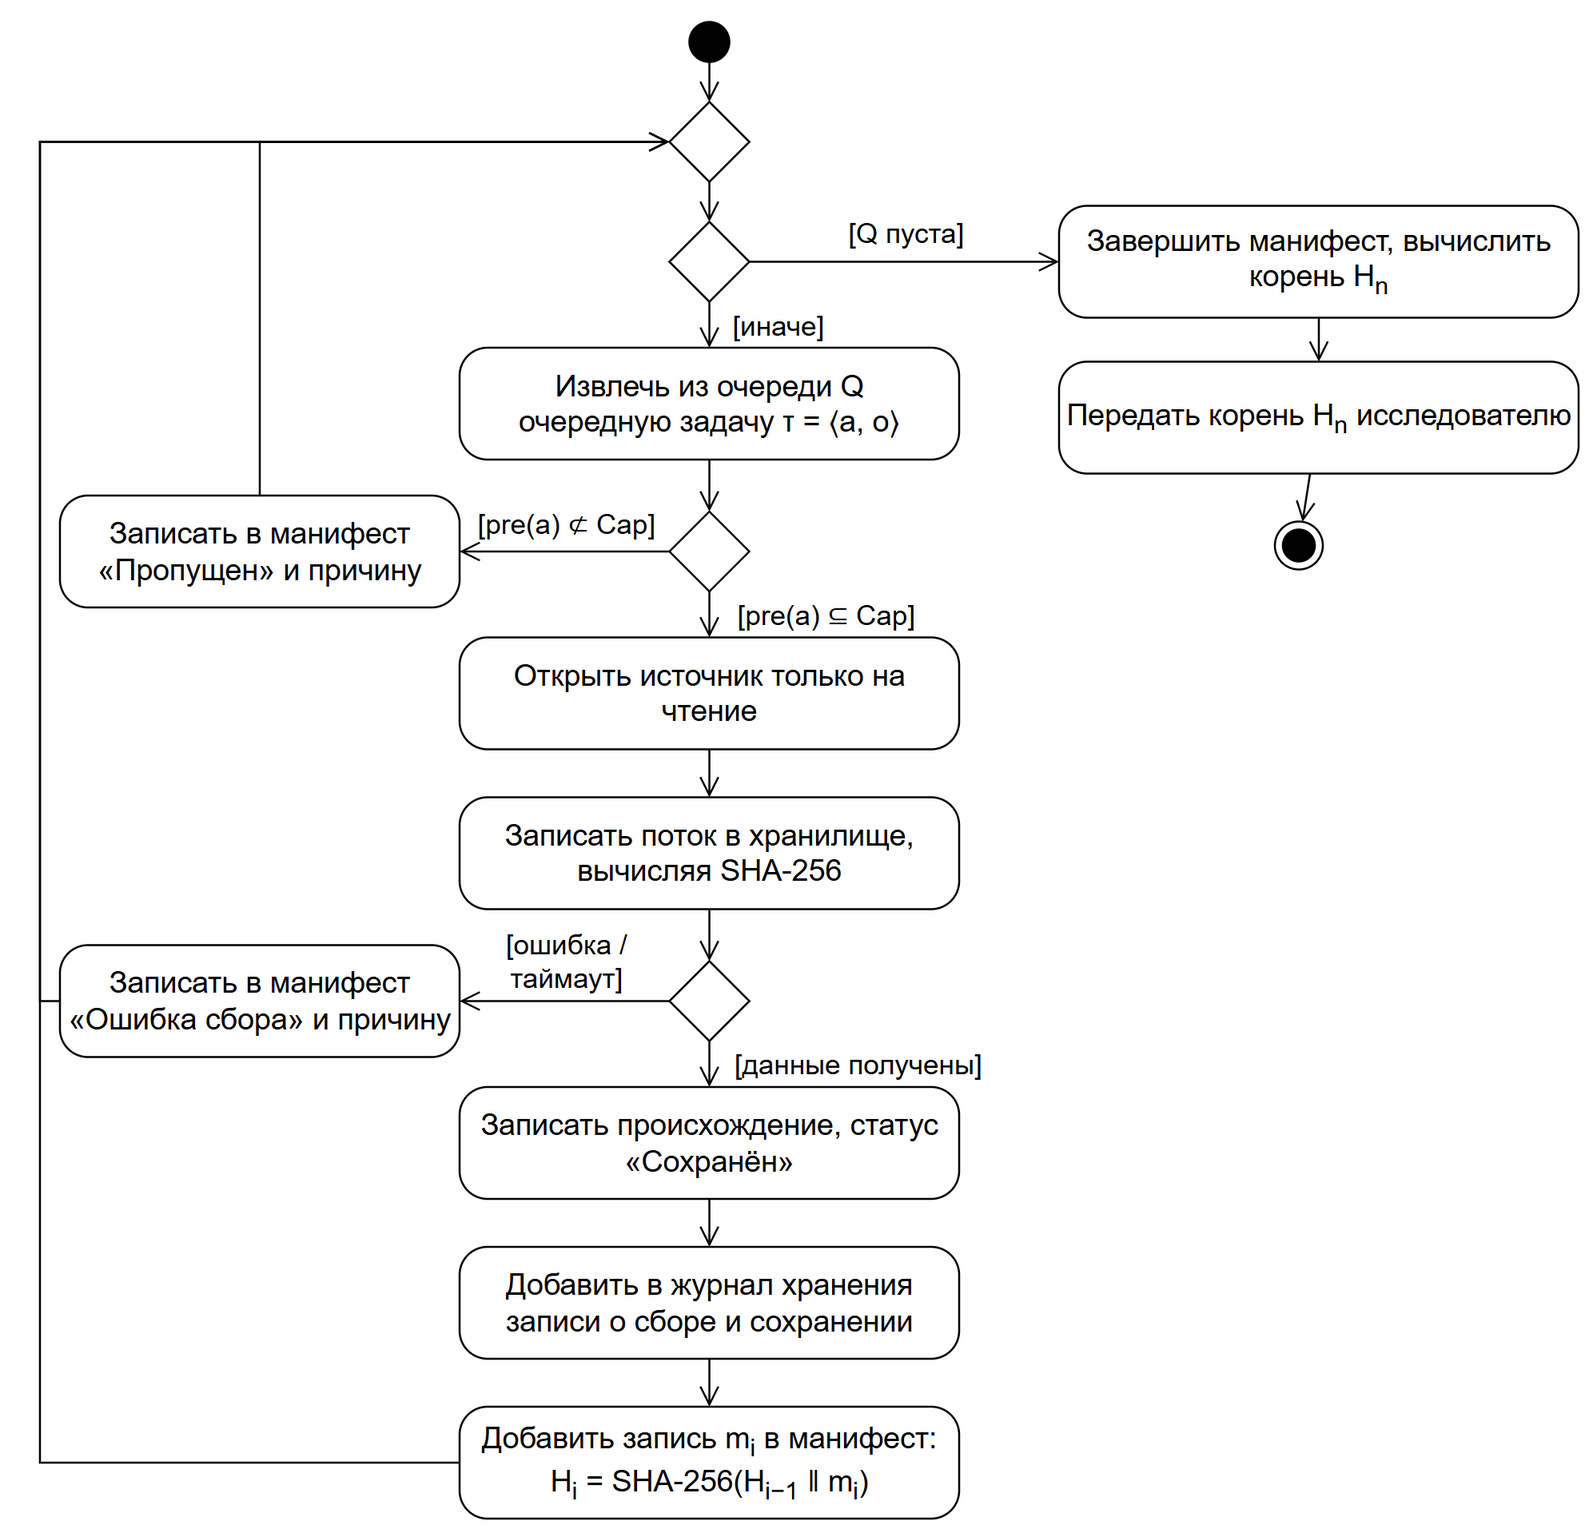 [Q пуста]
Завершить манифест, вычислить
корень Hₙ
[иначе]
Извлечь из очереди Q
очередную задачу τ = ⟨a, o⟩
Передать корень Hₙ исследователю
[pre(a) ⊄ Cap]
Записать в манифест
«Пропущен» и причину
[pre(a) ⊆ Cap]
Открыть источник только на
чтение
Записать поток в хранилище,
вычисляя SHA-256
[ошибка /
таймаут]
Записать в манифест
«Ошибка сбора» и причину
[данные получены]
Записать происхождение, статус
«Сохранён»
Добавить в журнал хранения
записи о сборе и сохранении
Добавить запись mᵢ в манифест:
Hᵢ = SHA-256(Hᵢ₋₁ ‖ mᵢ)